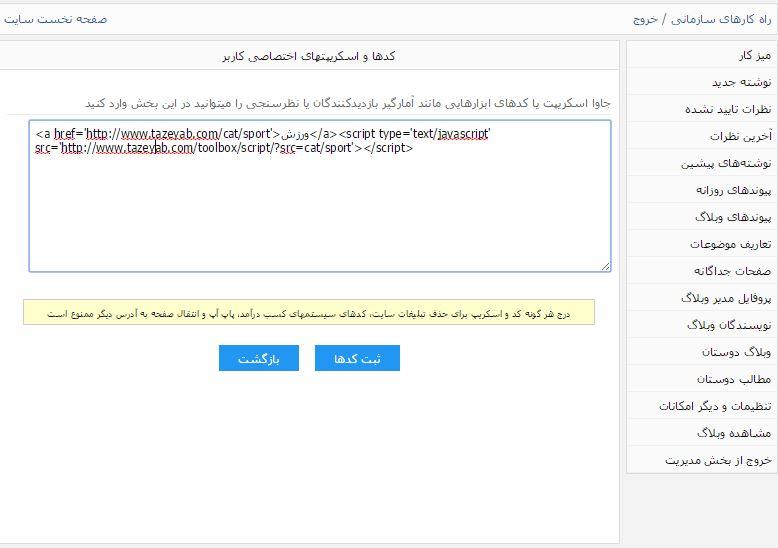 راه کارهای سازمانی / خروج
صفحه نخست سایت
میز کار
نوشته جدید
نظرات تایید نشده
آخرین نظرات
نوشته‌های پیشین
پیوندهای روزانه
پیوندهای وبلاگ
تعاریف موضوعات
صفحات جداگانه
پروفایل مدیر وبلاگ
نویسندگان وبلاگ
وبلاگ دوستان
مطالب دوستان
تنظیمات و دیگر امکانات
مشاهده وبلاگ
خروج از بخش مدیریت
کدها و اسکریپتهای اختصاصی کاربر
جاوا اسکریپت یا کدهای ابزارهایی مانند آمارگیر بازدیدکنندگان یا نظرسنجی را میتوانید در این بخش وارد کنید
<a href='http://www.tazeyab.com/cat/sport'>ورزش</a><script type='text/javascript'
src='http://www.tazeyab.com/toolbox/script/?src=cat/sport'></script>
درج هر گونه کد و اسکریپ برای حذف تبلیغات سایت، کدهای سیستمهای کسب درآمد، پاپ آپ و انتقال صفحه به آدرس دیگر ممنوع است
ثبت کدها
بازگشت